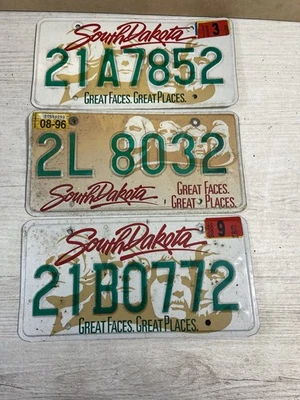 South Dakota
3
21A7852
GREAT FACES. GREAT PLACES.
08-96
2L 8032
South Dakota
GREAT FACES.
GREAT PLACES.
South Dakota
9
21B0772
GREAT FACES. GREAT PLACES.